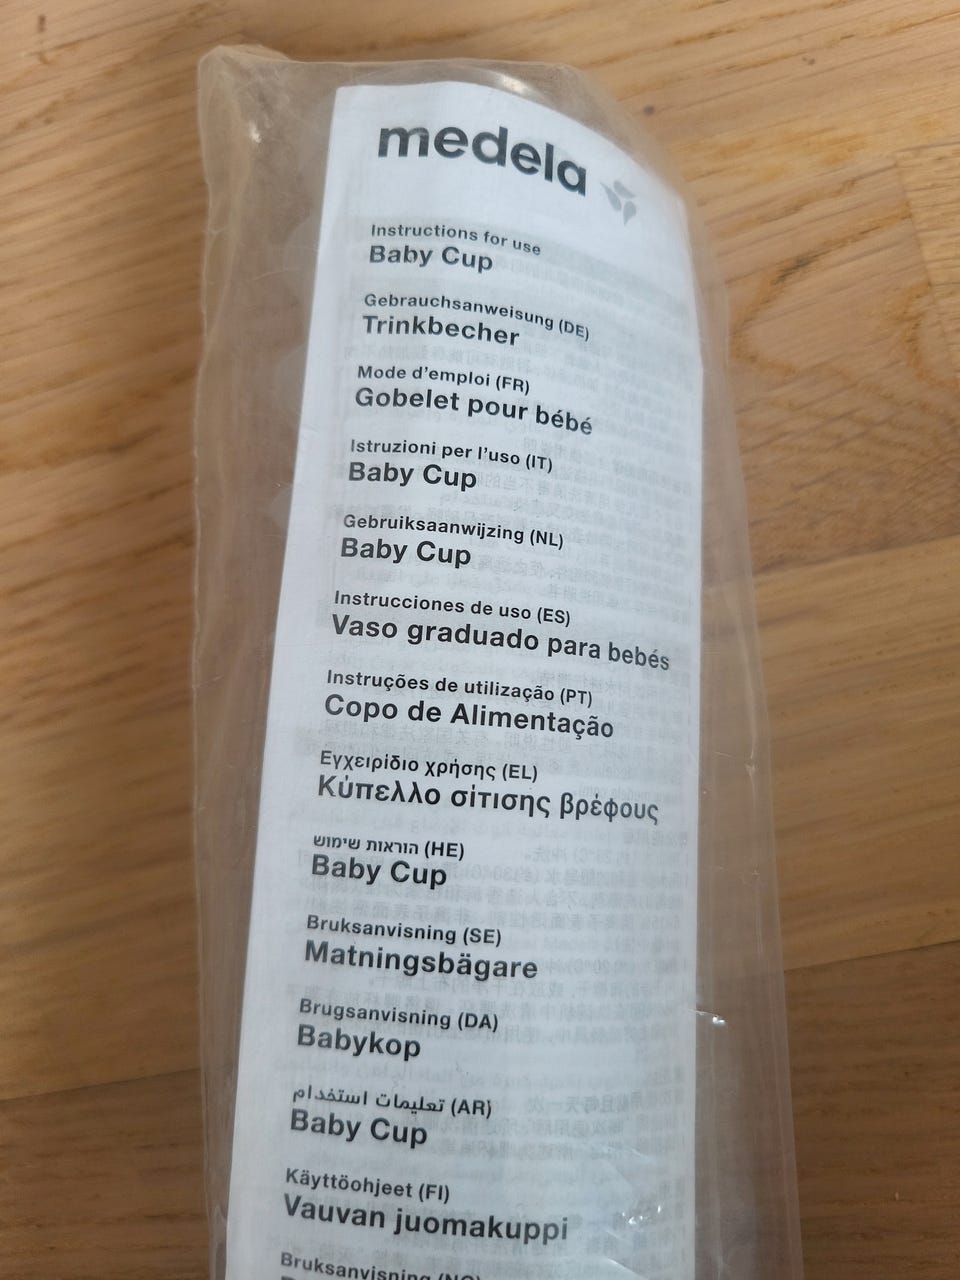 medela
Instructions for use
Baby Cup
Gebrauchsanweisung (DE)
Trinkbecher
Mode d'emploi (FR)
Gobelet pour bébé
Istruzioni per l'uso (IT)
Baby Cup
Gebruiksaanwijzing (NL)
Baby Cup
Instrucciones de uso (ES)
Vaso graduado para bebés
Instruções de utilização (PT)
Copo de Alimentação
Εγχειρίδιο χρήσης (EL)
Κύπελλο σίτισης βρέφους
הוראות שימוש (HE)
Baby Cup
Bruksanvisning (SE)
Matningsbägare
Brugsanvisning (DA)
Babykop
تعليمات استخدام (AR)
Baby Cup
Käyttöohjeet (FI)
Vauvan juomakuppi
Bruksanvisning (NO)